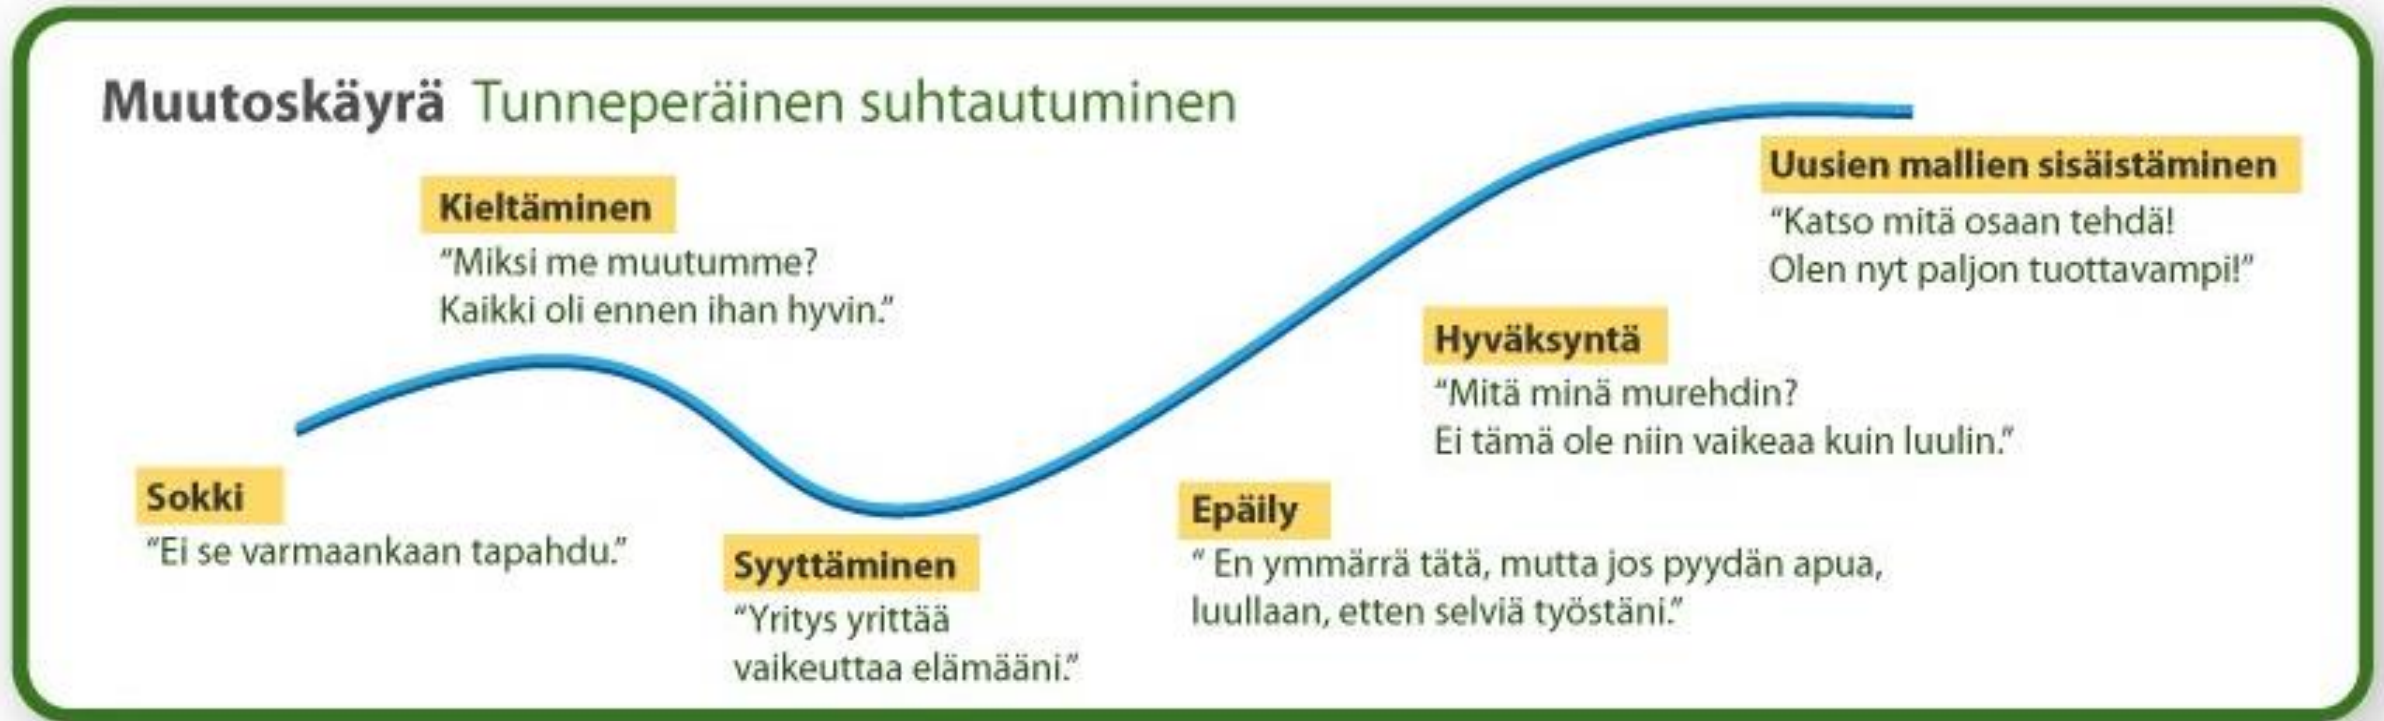 Muutoskäyrä Tunneperäinen suhtautuminen
Sokki
“Ei se varmaankaan tapahdu.”
Kieltäminen
“Miksi me muutumme?
Kaikki oli ennen ihan hyvin.”
Syyttäminen
“Yritys yrittää
vaikeuttaa elämääni.”
Epäily
“ En ymmärrä tätä, mutta jos pyydän apua,
luullaan, etten selviä työstäni.”
Hyväksyntä
“Mitä minä murehdin?
Ei tämä ole niin vaikeaa kuin luulin.”
Uusien mallien sisäistäminen
“Katso mitä osaan tehdä!
Olen nyt paljon tuottavampi!”